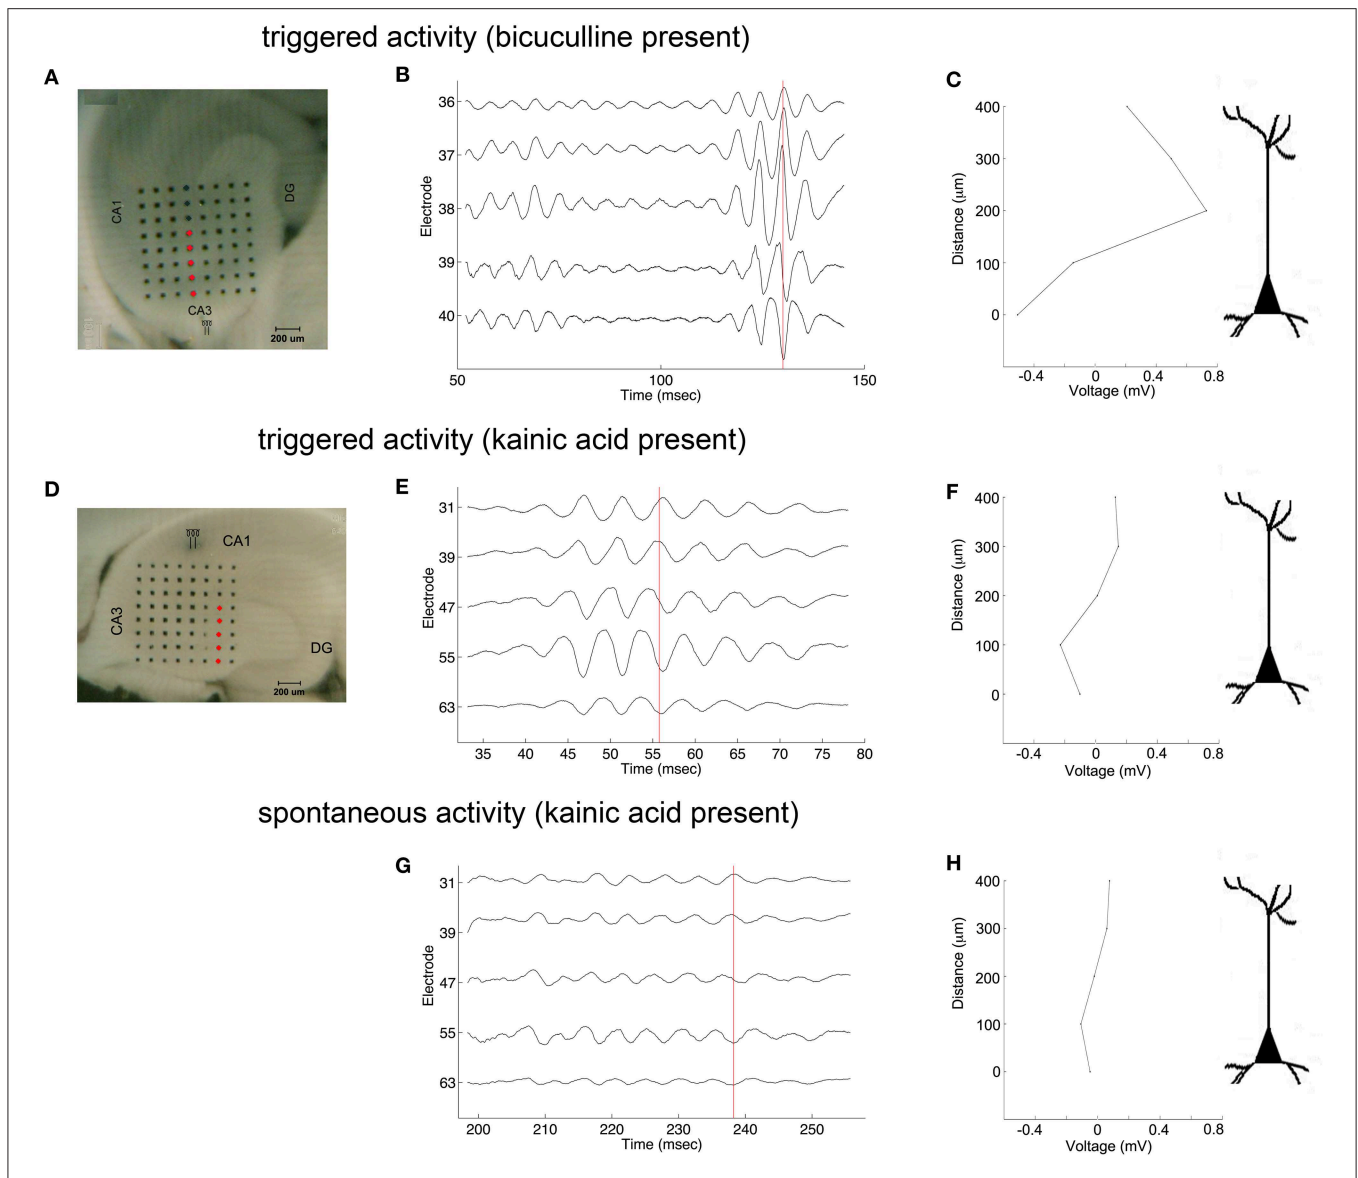 triggered activity (bicuculline present)
A
CA1
DG
CA3
200 um
B
Electrode
36
37
38
39
40
50 100 150
Time (msec)
C
Distance (µm)
400
300
200
100
0
-0.4 0 0.4 0.8
Voltage (mV)
triggered activity (kainic acid present)
D
CA1
CA3
DG
200 um
E
Electrode
31
39
47
55
63
35 40 45 50 55 60 65 70 75 80
Time (msec)
F
Distance (µm)
400
300
200
100
0
-0.4 0 0.4 0.8
Voltage (mV)
spontaneous activity (kainic acid present)
G
Electrode
31
39
47
55
63
200 210 220 230 240 250
Time (msec)
H
Distance (µm)
400
300
200
100
0
-0.4 0 0.4 0.8
Voltage (mV)